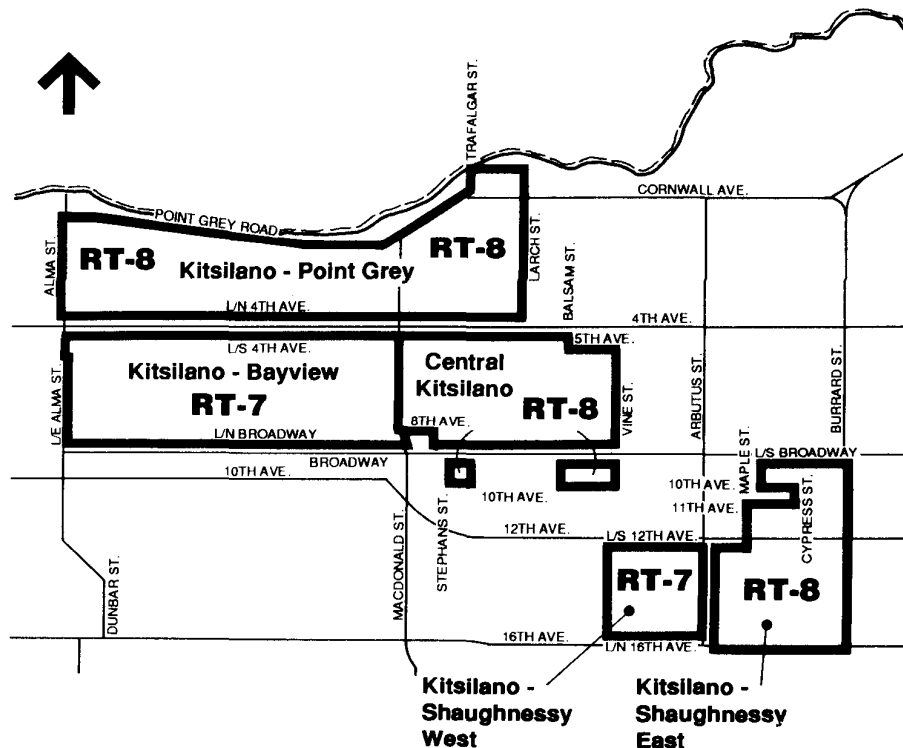 TRAFALGAR ST.
CORNWALL AVE.
POINT GREY ROAD
ALMA ST.
RT-8
RT-8
Kitsilano - Point Grey
LARCH ST.
BALSAM ST.
L/N 4TH AVE.
4TH AVE.
L/S 4TH AVE.
5TH AVE.
L/E ALMA ST.
Kitsilano - Bayview
RT-7
Central
Kitsilano
RT-8
8TH AVE.
VINE ST.
ARBUTUS ST.
BURRARD ST.
L/N BROADWAY
BROADWAY
L/S BROADWAY
10TH AVE.
10TH AVE.
10TH AVE.
MAPLE ST.
11TH AVE.
CYPRESS ST.
12TH AVE.
L/S 12TH AVE.
DUNBAR ST.
MACDONALD ST.
STEPHANS ST.
RT-7
RT-8
16TH AVE.
L/N 16TH AVE.
Kitsilano -
Shaughnessy
West
Kitsilano -
Shaughnessy
East